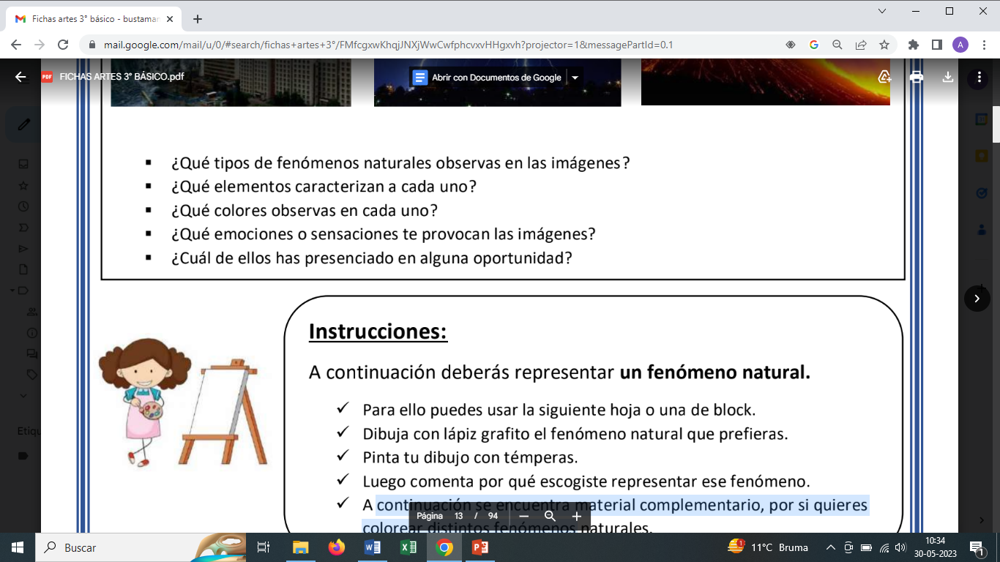 Fichas artes 3° básico - bustaman
mail.google.com/mail/u/0/#search/fichas+artes+3°/FMfcgxwKhqjJNXjWwCwfphcvxvHHgxvh?projector=1&messagePartId=0.1
A
PDF
FICHAS ARTES 3° BÁSICO.pdf
Abrir con Documentos de Google
▪ ¿Qué tipos de fenómenos naturales observas en las imágenes?
▪ ¿Qué elementos caracterizan a cada uno?
▪ ¿Qué colores observas en cada uno?
▪ ¿Qué emociones o sensaciones te provocan las imágenes?
▪ ¿Cuál de ellos has presenciado en alguna oportunidad?
Instrucciones:
A continuación deberás representar un fenómeno natural.
✓ Para ello puedes usar la siguiente hoja o una de block.
✓ Dibuja con lápiz grafito el fenómeno natural que prefieras.
✓ Pinta tu dibujo con témperas.
✓ Luego comenta por qué escogiste representar ese fenómeno.
✓ A continuación se encuentra material complementario, por si quieres
colorear distintos fenómenos naturales.
Página 13 / 94
Etiqu
Buscar
11°C Bruma
10:34
30-05-2023
1